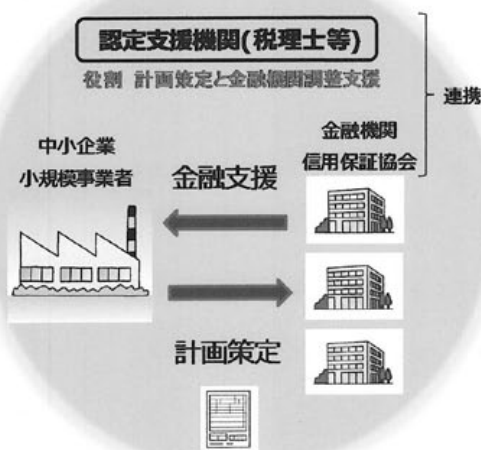 認定支援機関(税理士等)
役割 計画策定と金融機関調整支援
連携
中小企業
小規模事業者
金融機関
信用保証協会
金融支援
計画策定